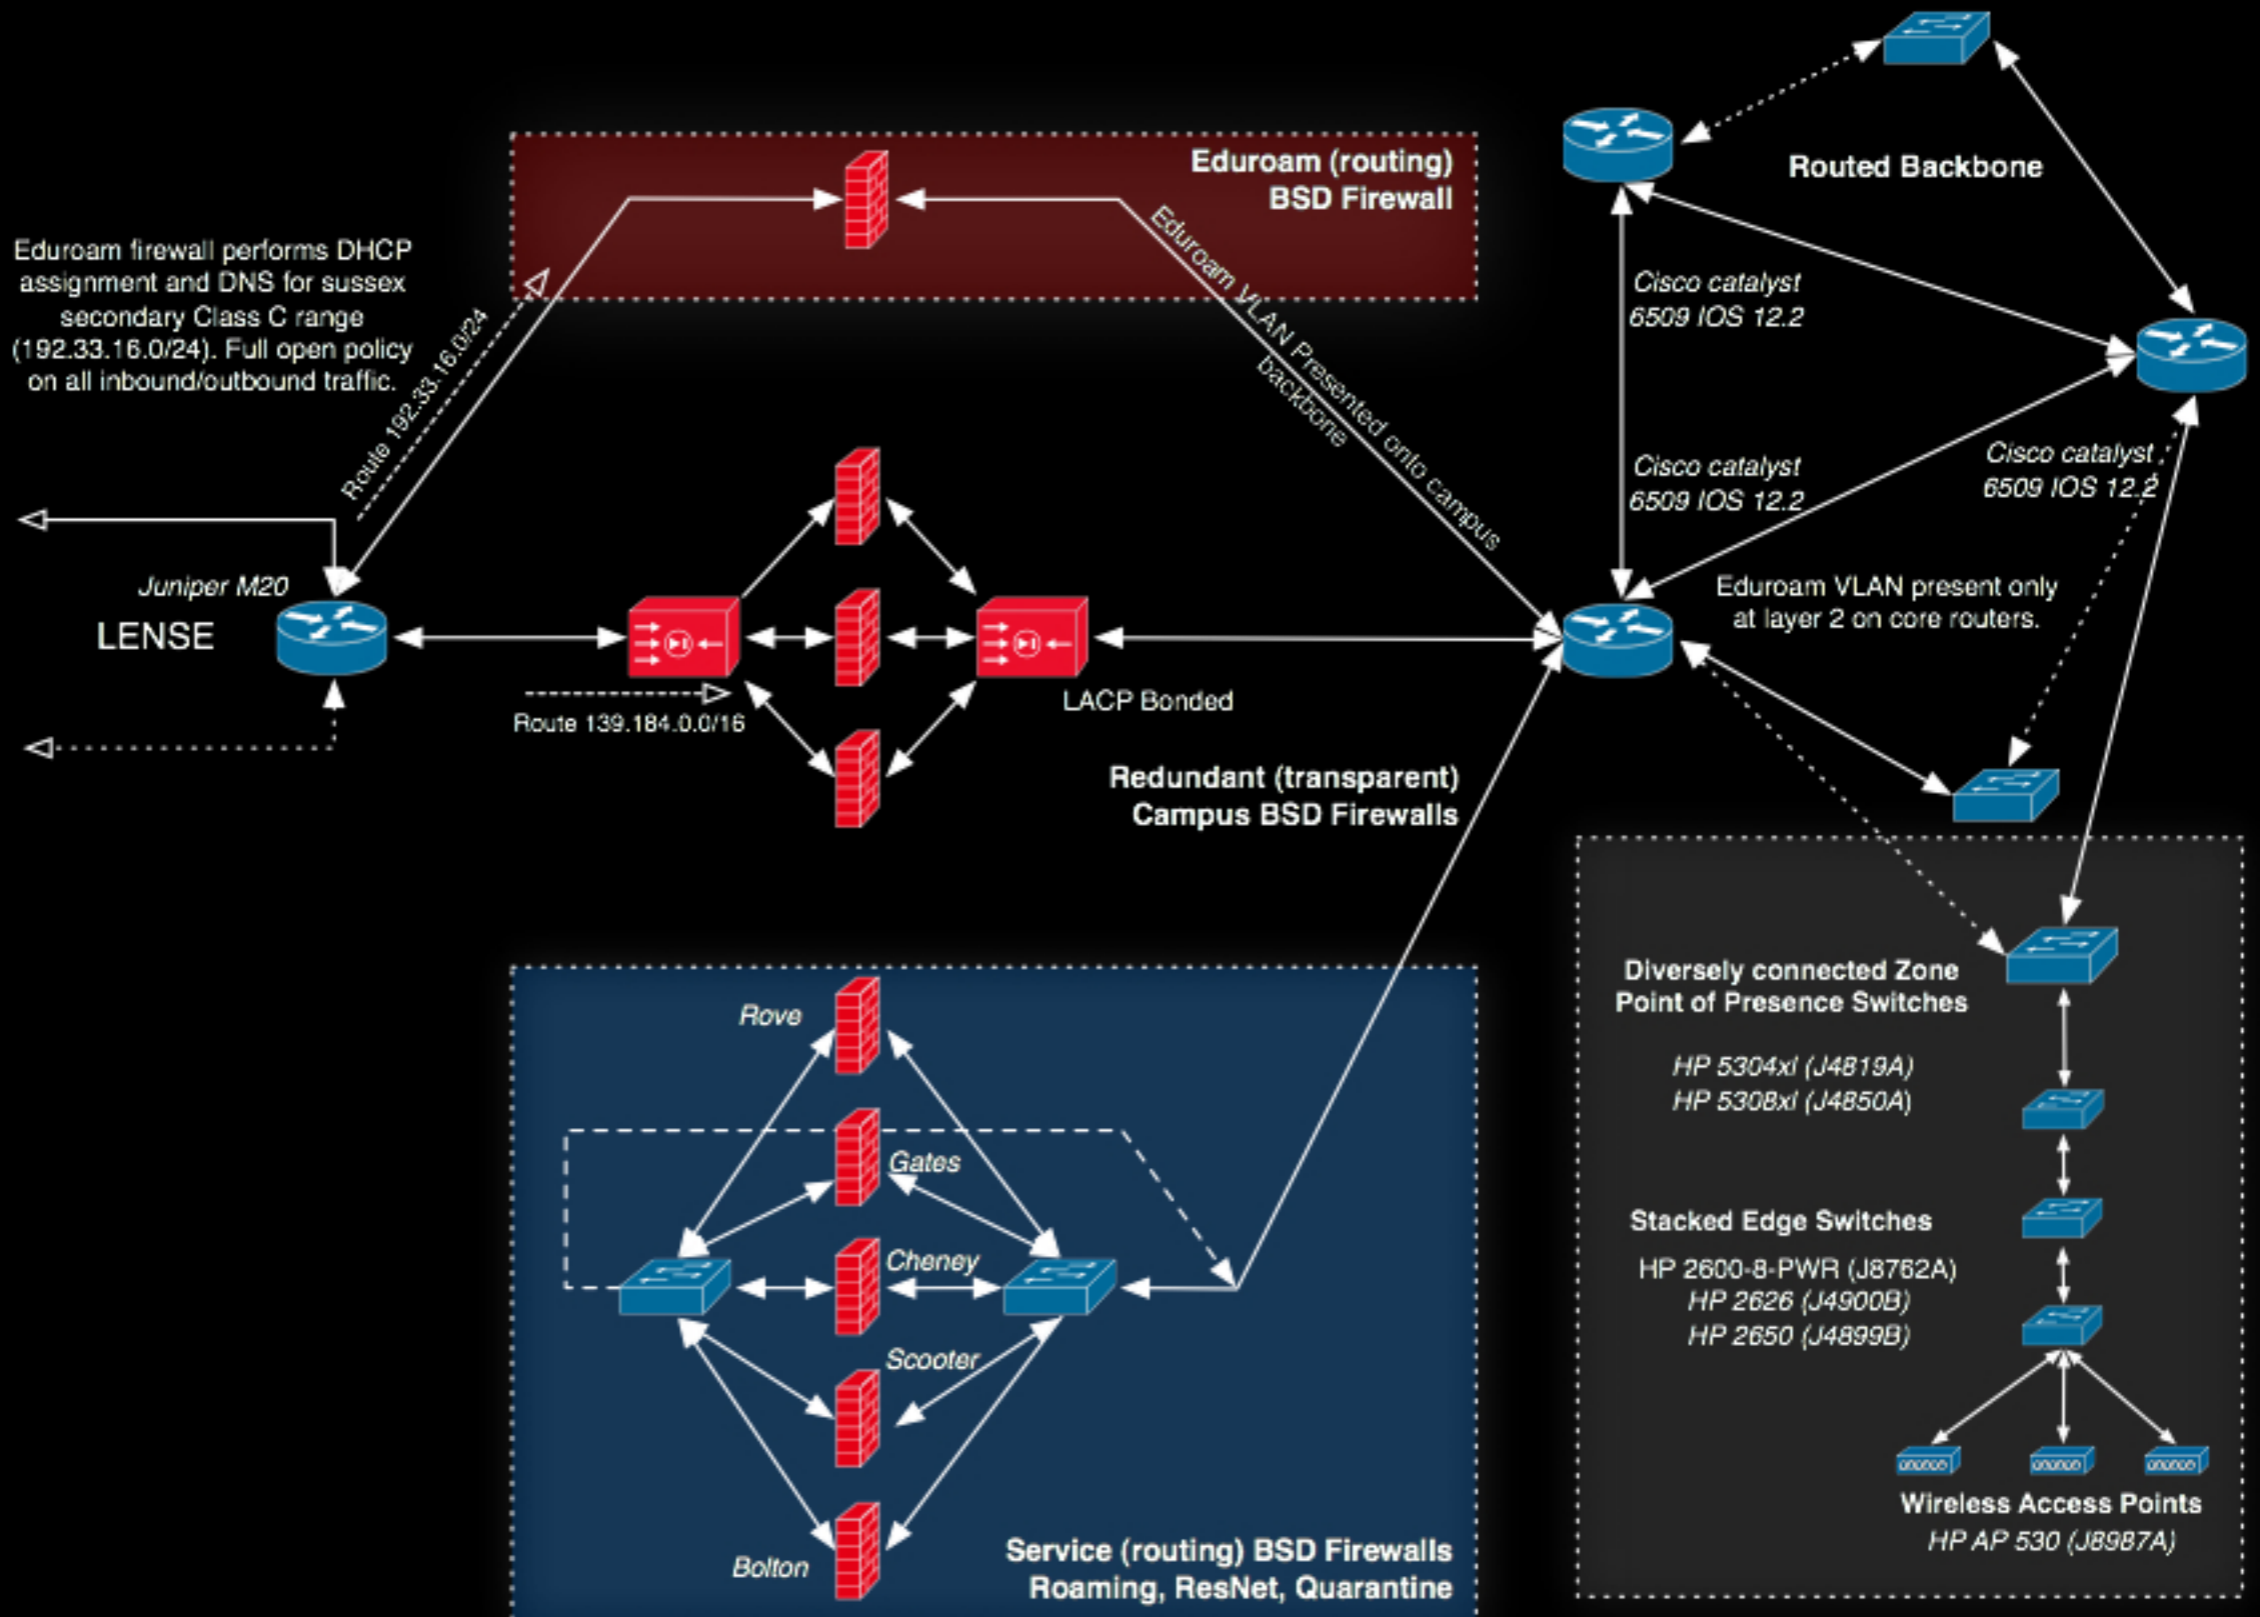 Routed Backbone
Eduroam (routing)
BSD Firewall
Eduroam firewall performs DHCP
assignment and DNS for sussex
secondary Class C range
(192.33.16.0/24). Full open policy
on all inbound/outbound traffic.
Route 192.33.16.0/24
Eduroam VLAN Presented onto campus
backbone
Cisco catalyst
6509 IOS 12.2
Cisco catalyst
6509 IOS 12.2
Cisco catalyst
6509 IOS 12.2
Juniper M20
LENSE
Eduroam VLAN present only
at layer 2 on core routers.
Route 139.184.0.0/16
LACP Bonded
Redundant (transparent)
Campus BSD Firewalls
Rove
Gates
Cheney
Scooter
Bolton
Service (routing) BSD Firewalls
Roaming, ResNet, Quarantine
Diversely connected Zone
Point of Presence Switches
HP 5304xl (J4819A)
HP 5308xl (J4850A)
Stacked Edge Switches
HP 2600-8-PWR (J8762A)
HP 2626 (J4900B)
HP 2650 (J4899B)
Wireless Access Points
HP AP 530 (J8987A)